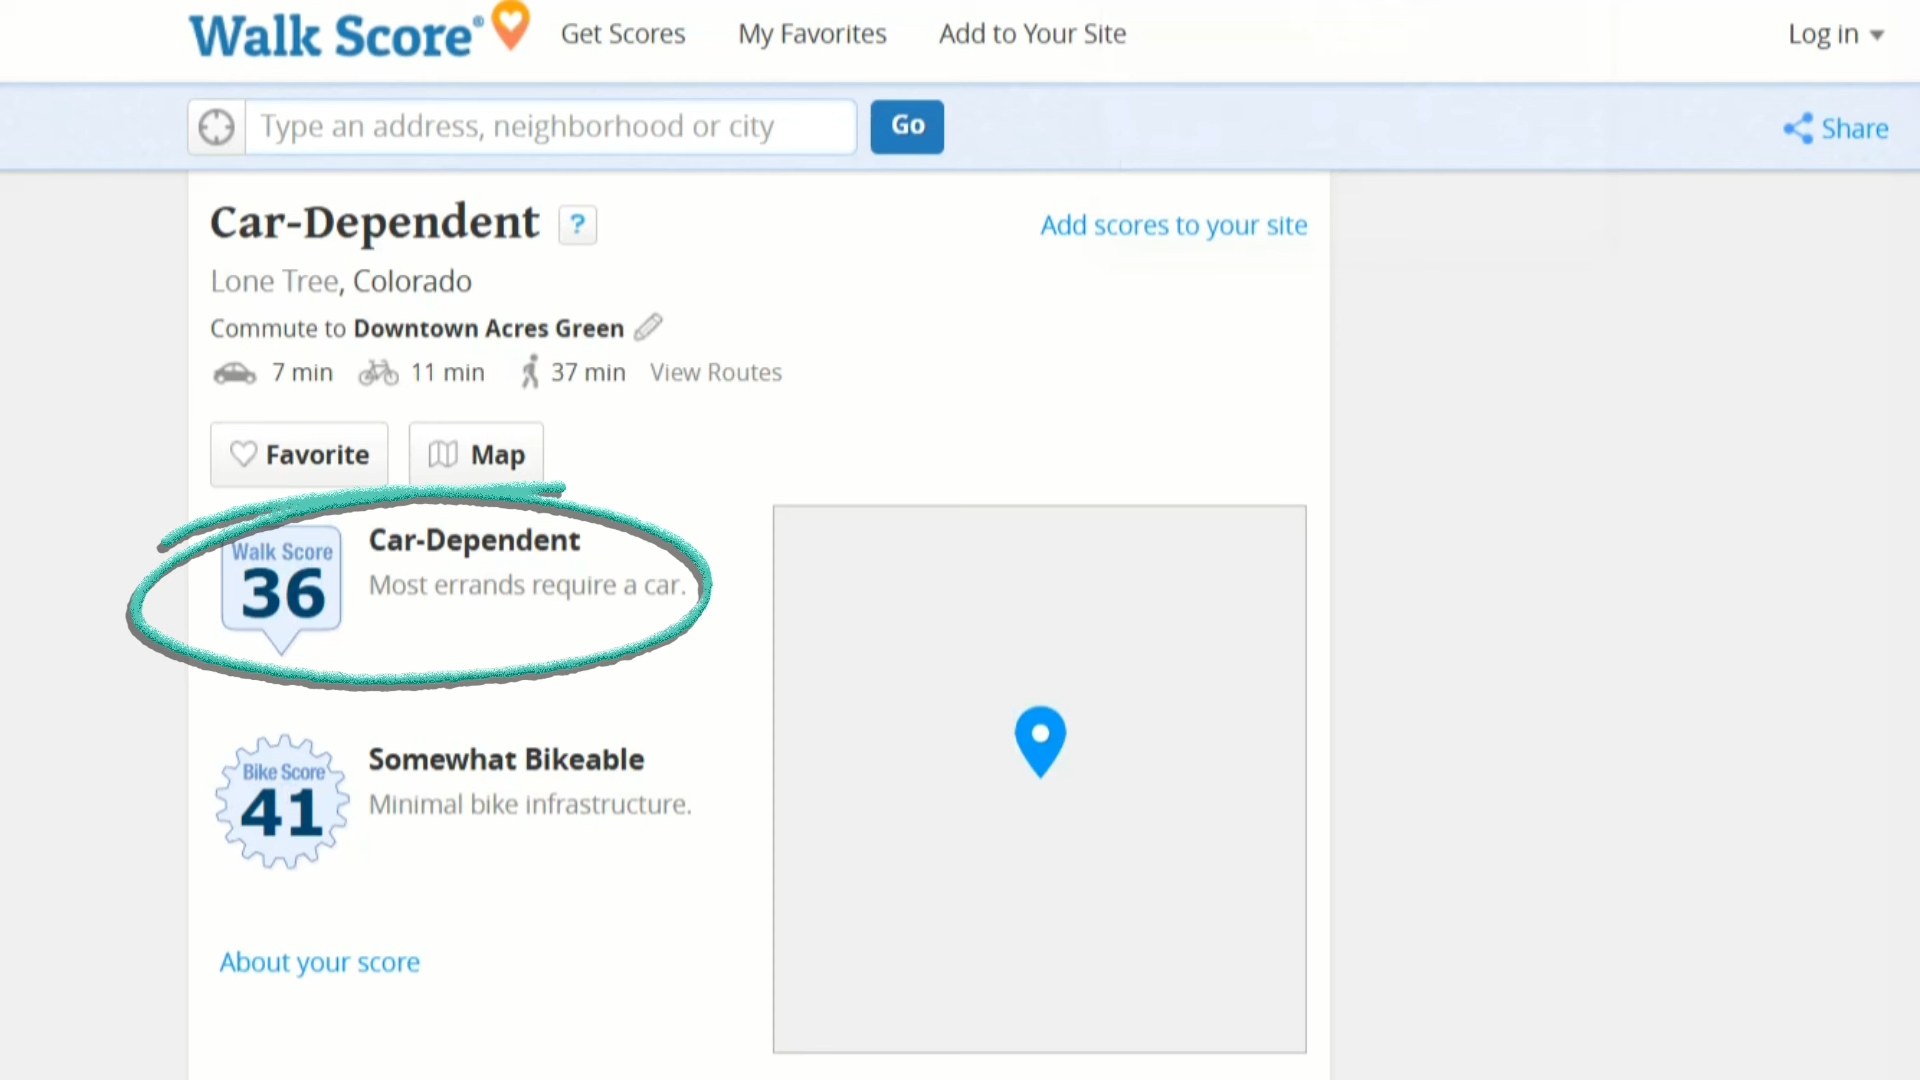 Walk Score®
Get Scores
My Favorites
Add to Your Site
Log in
Type an address, neighborhood or city
Go
Share
Car-Dependent ?
Add scores to your site
Lone Tree, Colorado
Commute to Downtown Acres Green
7 min 11 min 37 min View Routes
Favorite
Map
Walk Score
36
Car-Dependent
Most errands require a car.
Bike Score
41
Somewhat Bikeable
Minimal bike infrastructure.
About your score